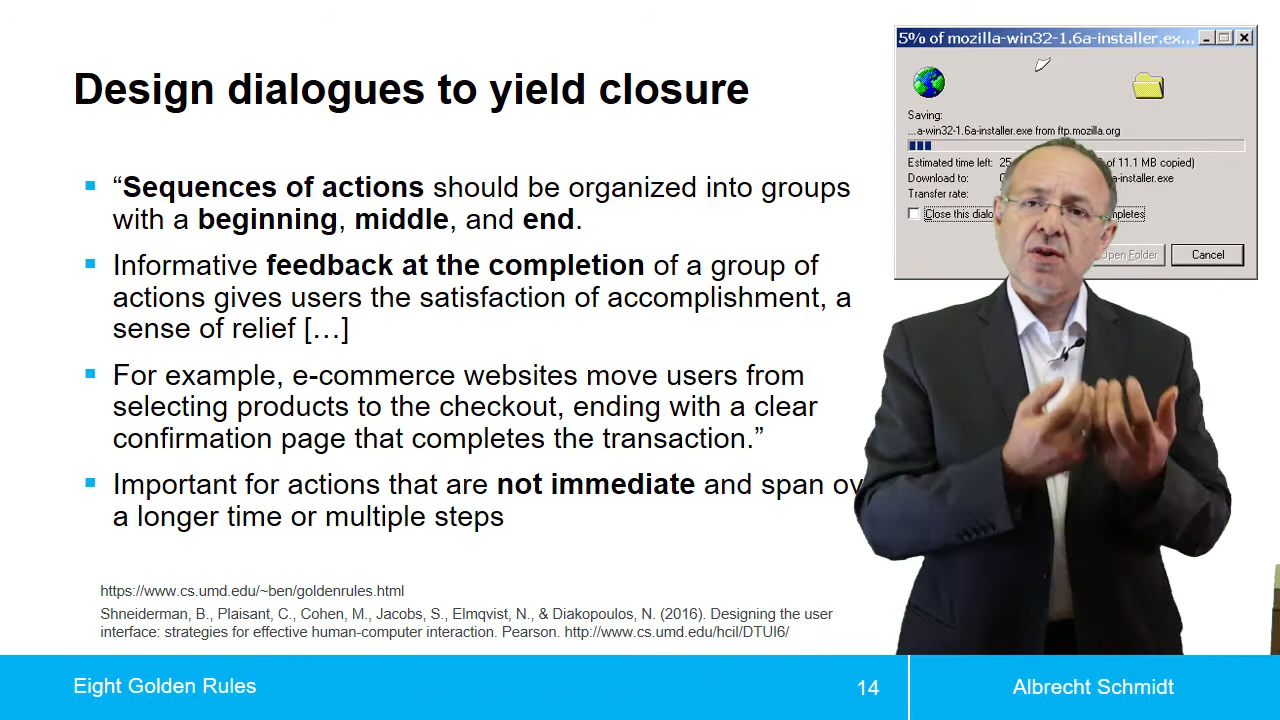 Design dialogues to yield closure
“Sequences of actions should be organized into groups
with a beginning, middle, and end.
Informative feedback at the completion of a group of
actions gives users the satisfaction of accomplishment, a
sense of relief […]
For example, e-commerce websites move users from
selecting products to the checkout, ending with a clear
confirmation page that completes the transaction.”
Important for actions that are not immediate and span
a longer time or multiple steps
https://www.cs.umd.edu/~ben/goldenrules.html
Shneiderman, B., Plaisant, C., Cohen, M., Jacobs, S., Elmqvist, N., & Diakopoulos, N. (2016). Designing the user
interface: strategies for effective human-computer interaction. Pearson. http://www.cs.umd.edu/hcil/DTUI6/
5% of mozilla-win32-1.6a-installer.ex...
Saving:
...a-win32-1.6a-installer.exe from ftp.mozilla.org
Estimated time left: 25 of 11.1 MB copied)
Download to: a-installer.exe
Transfer rate:
Close this
Open Folder Cancel
Eight Golden Rules
14
Albrecht Schmidt